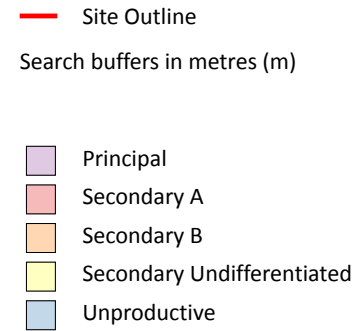 Site Outline
Search buffers in metres (m)
Principal
Secondary A
Secondary B
Secondary Undifferentiated
Unproductive